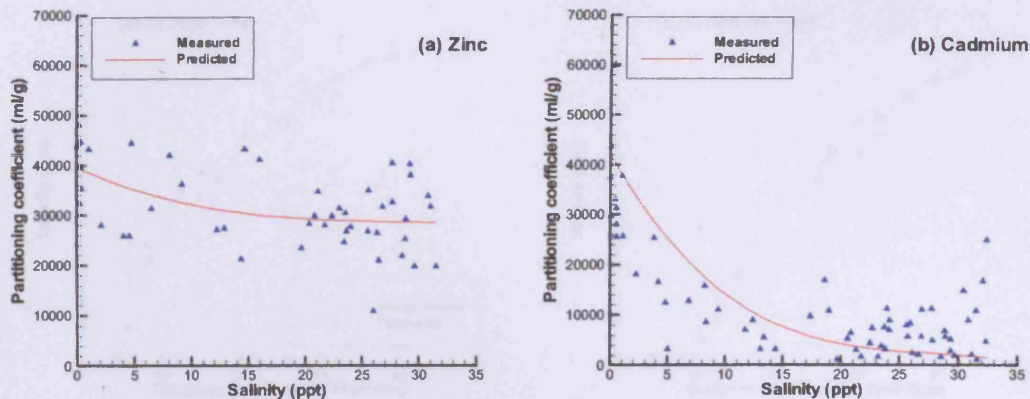 70000
60000
50000
40000
30000
20000
10000
0
Partitioning coefficient (ml/g)
Measured
Predicted
(a) Zinc
0 5 10 15 20 25 30 35
Salinity (ppt)
70000
60000
50000
40000
30000
20000
10000
0
Partitioning coefficient (ml/g)
Measured
Predicted
(b) Cadmium
0 5 10 15 20 25 30 35
Salinity (ppt)